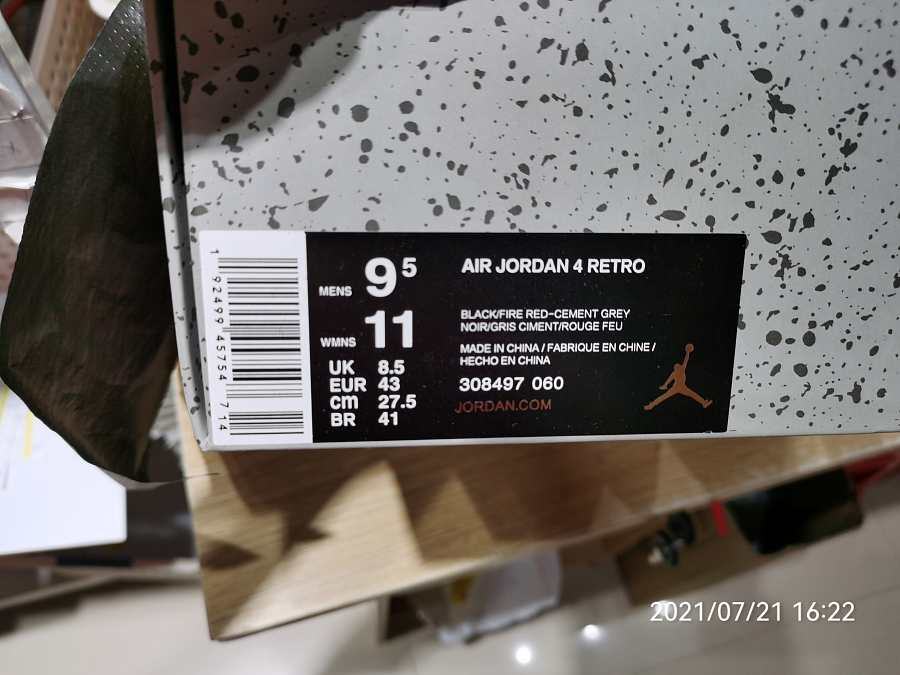 1 92499 45754 7 14
MENS 9 5
WMNS 11
UK 8.5
EUR 43
cm 27.5
BR 41
AIR JORDAN 4 RETRO
BLACK/FIRE RED-CEMENT GREY
NOIR/GRIS CIMENT/ROUGE FEU
MADE IN CHINA / FABRIQUE EN CHINE /
HECHO EN CHINA
308497 060
JORDAN.COM
2021/07/21 16:22